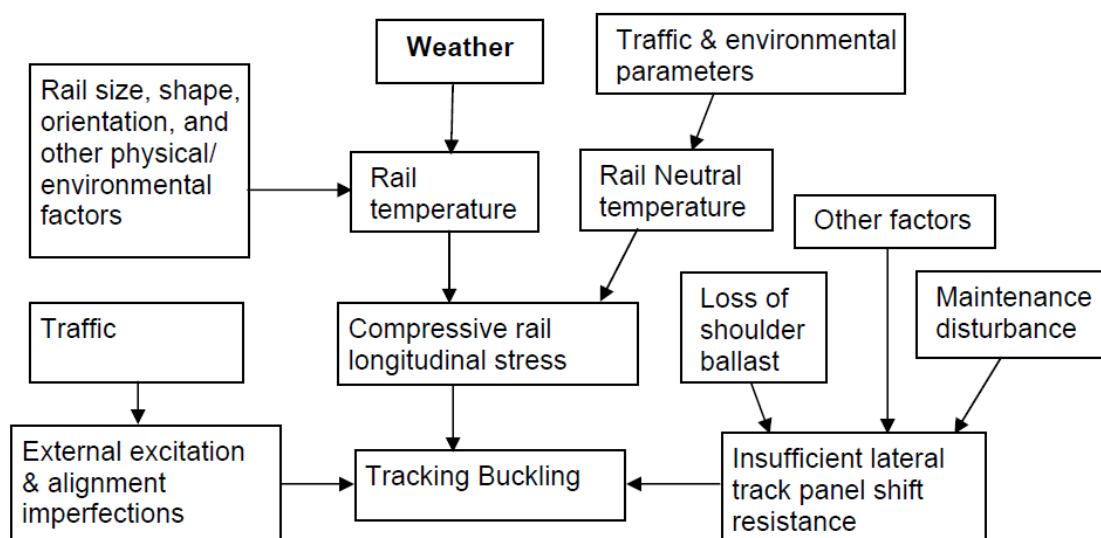 Weather
Traffic & environmental
parameters
Rail size, shape,
orientation, and
other physical/
environmental
factors
Rail
temperature
Rail Neutral
temperature
Other factors
Traffic
Compressive rail
longitudinal stress
Loss of
shoulder
ballast
Maintenance
disturbance
External excitation
& alignment
imperfections
Tracking Buckling
Insufficient lateral
track panel shift
resistance